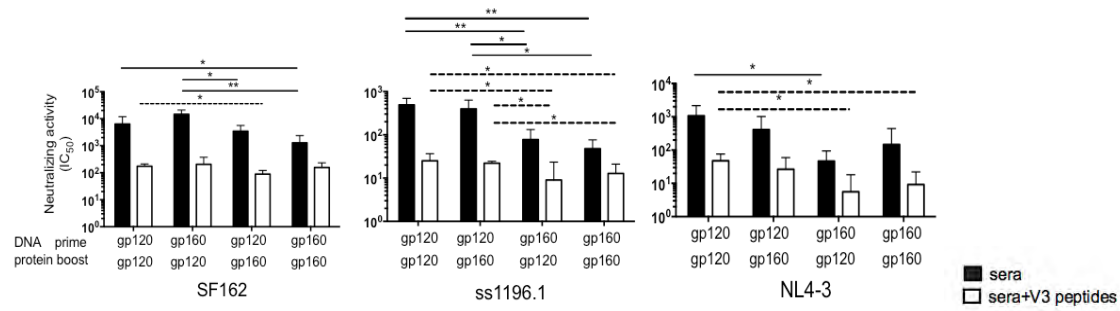 *
*
**
*
Neutralizing activity
(IC50)
10^5
10^4
10^3
10^2
10^1
10^0
DNA prime gp120 gp160 gp120 gp160
protein boost gp120 gp120 gp160 gp160
SF162
**
**
*
*
*
*
*
*
10^3
10^2
10^1
10^0
gp120 gp120 gp160 gp160
gp120 gp160 gp120 gp160
ss1196.1
*
*
*
10^4
10^3
10^2
10^1
10^0
gp120 gp120 gp160 gp160
gp120 gp160 gp120 gp160
NL4-3
sera
sera+V3 peptides